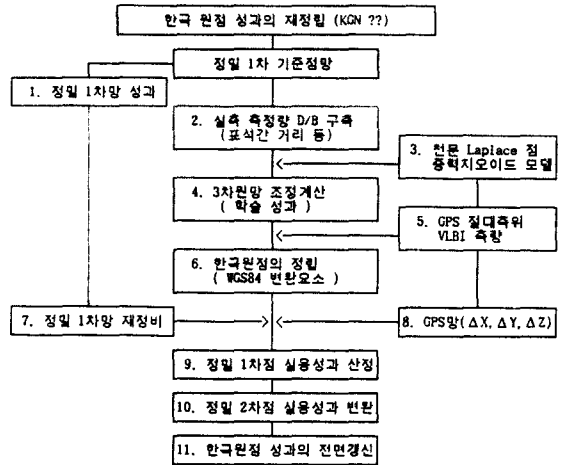 한국 원점 성과의 재정립 (KGN ??)
정밀 1차 기준점망
1. 정밀 1차망 성과
2. 실측 측정량 D/B 구축
(표석간 거리 등)
3. 천문 Laplace 점
중력지오이드 모델
4. 3차원망 조정계산
( 학술 성과 )
5. GPS 절대측위
VLBI 측량
6. 한국원점의 정립
( WGS84 변환요소 )
7. 정밀 1차망 재정비
8. GPS망(ΔX, ΔY, ΔZ)
9. 정밀 1차점 실용성과 산정
10. 정밀 2차점 실용성과 변환
11. 한국원점 성과의 전면갱신